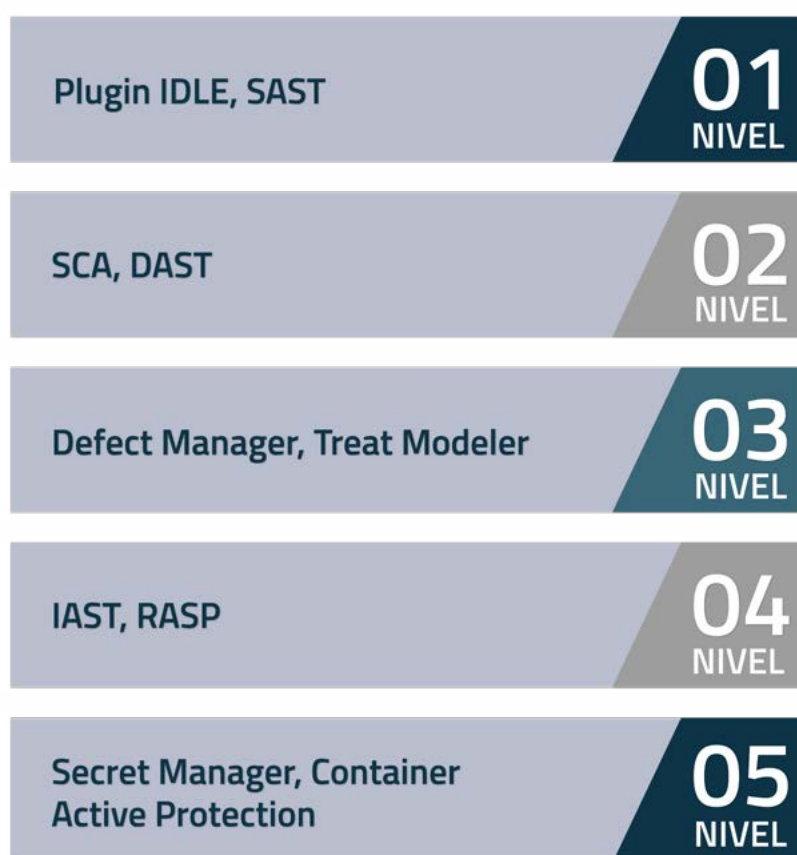 Plugin IDLE, SAST
01
NIVEL
SCA, DAST
02
NIVEL
Defect Manager, Treat Modeler
03
NIVEL
IAST, RASP
04
NIVEL
Secret Manager, Container
Active Protection
05
NIVEL